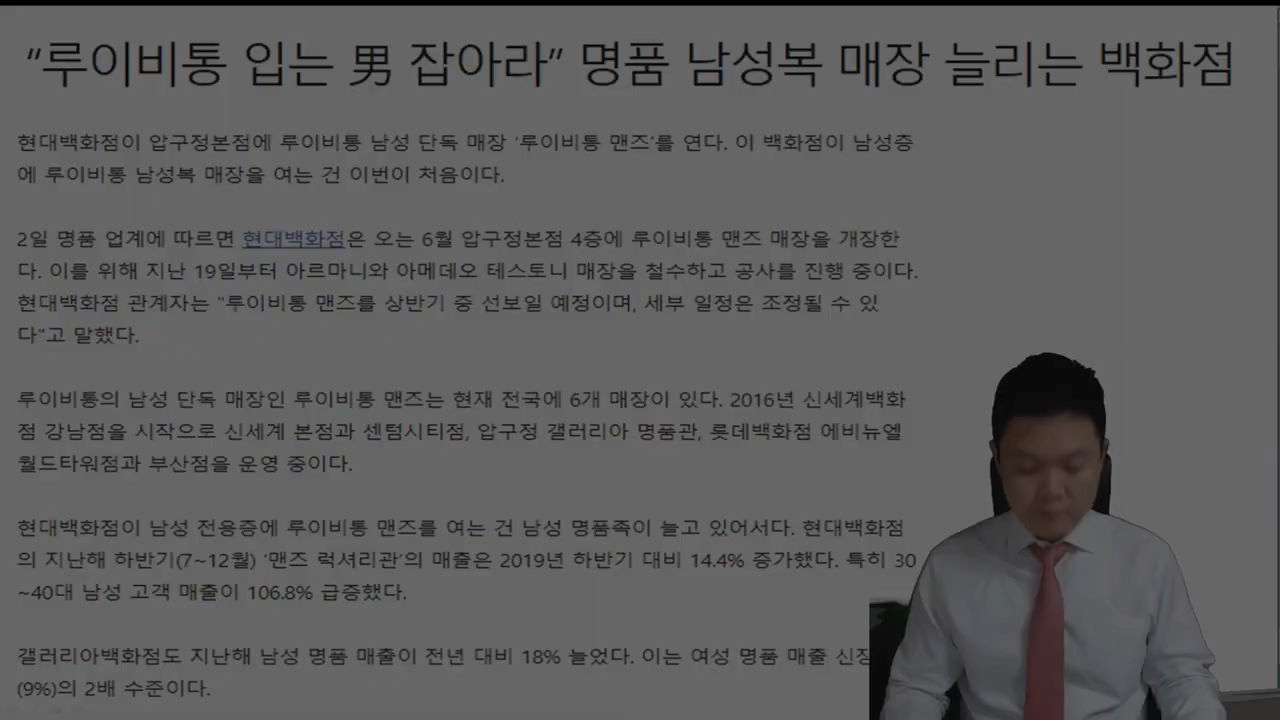 “루이비통 입는 男 잡아라” 명품 남성복 매장 늘리는 백화점
현대백화점이 압구정본점에 루이비통 남성 단독 매장 ‘루이비통 맨즈’를 연다. 이 백화점이 남성층
에 루이비통 남성복 매장을 여는 건 이번이 처음이다.
2일 명품 업계에 따르면 현대백화점은 오는 6월 압구정본점 4층에 루이비통 맨즈 매장을 개장한
다. 이를 위해 지난 19일부터 아르마니와 아메데오 테스토니 매장을 철수하고 공사를 진행 중이다.
현대백화점 관계자는 "루이비통 맨즈를 상반기 중 선보일 예정이며, 세부 일정은 조정될 수 있
다"고 말했다.
루이비통의 남성 단독 매장인 루이비통 맨즈는 현재 전국에 6개 매장이 있다. 2016년 신세계백화
점 강남점을 시작으로 신세계 본점과 센텀시티점, 압구정 갤러리아 명품관, 롯데백화점 에비뉴엘
월드타워점과 부산점을 운영 중이다.
현대백화점이 남성 전용층에 루이비통 맨즈를 여는 건 남성 명품족이 늘고 있어서다. 현대백화점
의 지난해 하반기(7~12월) ‘맨즈 럭셔리관’의 매출은 2019년 하반기 대비 14.4% 증가했다. 특히 30
~40대 남성 고객 매출이 106.8% 급증했다.
갤러리아백화점도 지난해 남성 명품 매출이 전년 대비 18% 늘었다. 이는 여성 명품 매출 신장
(9%)의 2배 수준이다.